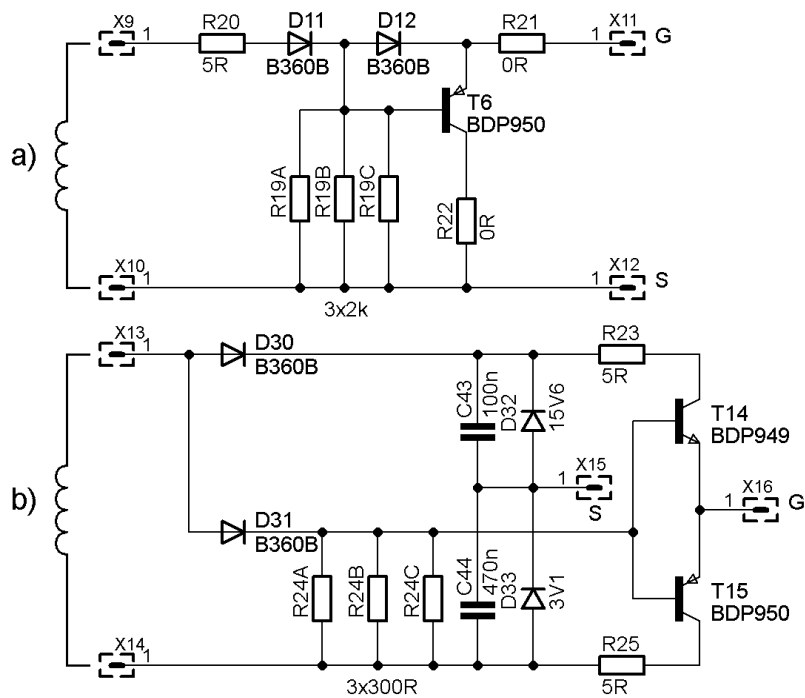 X9 1 R20 D11 D12 R21 1 X11 G
5R B360B B360B 0R
T6
BDP950
a)
R19A R19B R19C R22 0R
X10 1 1 X12 S
3x2k
X13 1 D30 R23
B360B 5R
C43 100n D32 15V6
T14
BDP949
b)
1 X15
S
1 X16 G
D31
B360B
R24A R24B R24C C44 470n D33 3V1
T15
BDP950
X14 1 R25
3x300R 5R